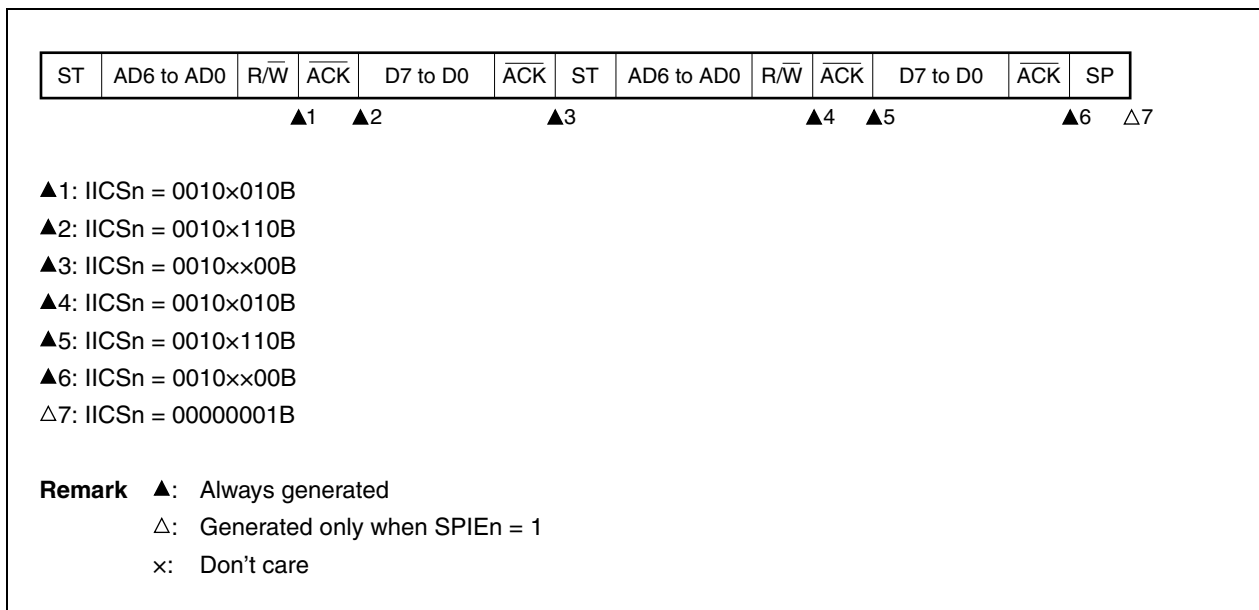 ST AD6 to AD0 R/W ACK D7 to D0 ACK ST AD6 to AD0 R/W ACK D7 to D0 ACK SP
▲1 ▲2 ▲3 ▲4 ▲5 ▲6 △7
▲1: IICSn = 0010×010B
▲2: IICSn = 0010×110B
▲3: IICSn = 0010××00B
▲4: IICSn = 0010×010B
▲5: IICSn = 0010×110B
▲6: IICSn = 0010××00B
△7: IICSn = 00000001B
Remark ▲: Always generated
△: Generated only when SPIEn = 1
×: Don't care